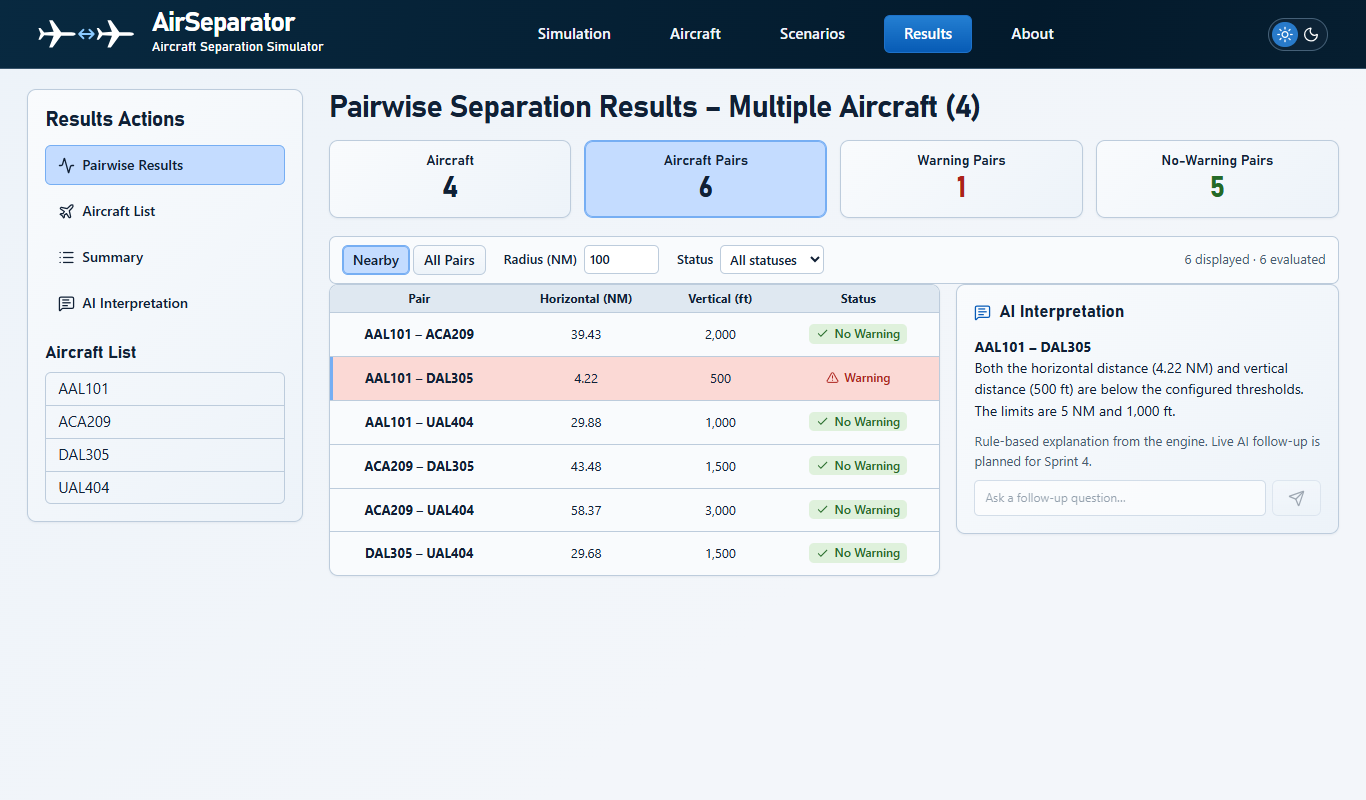 AirSeparator
Aircraft Separation Simulator
Simulation
Aircraft
Scenarios
Results
About
Results Actions
Pairwise Results
Aircraft List
Summary
AI Interpretation
Aircraft List
AAL101
ACA209
DAL305
UAL404
Pairwise Separation Results – Multiple Aircraft (4)
Aircraft
4
Aircraft Pairs
6
Warning Pairs
1
No-Warning Pairs
5
Nearby All Pairs Radius (NM) 100 Status All statuses 6 displayed · 6 evaluated
Pair Horizontal (NM) Vertical (ft) Status
AAL101 – ACA209 39.43 2,000 No Warning
AAL101 – DAL305 4.22 500 Warning
AAL101 – UAL404 29.88 1,000 No Warning
ACA209 – DAL305 43.48 1,500 No Warning
ACA209 – UAL404 58.37 3,000 No Warning
DAL305 – UAL404 29.68 1,500 No Warning
AI Interpretation
AAL101 – DAL305
Both the horizontal distance (4.22 NM) and vertical
distance (500 ft) are below the configured thresholds.
The limits are 5 NM and 1,000 ft.
Rule-based explanation from the engine. Live AI follow-up is
planned for Sprint 4.
Ask a follow-up question...